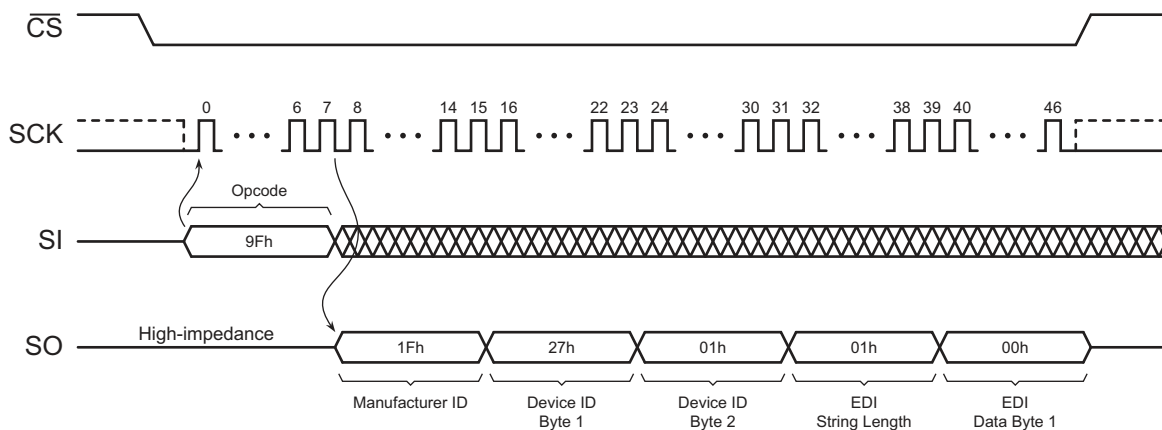 CS
0 6 7 8 14 15 16 22 23 24 30 31 32 38 39 40 46
SCK
Opcode
SI
9Fh
High-impedance
SO
1Fh 27h 01h 01h 00h
Manufacturer ID Device ID Device ID EDI EDI
Byte 1 Byte 2 String Length Data Byte 1